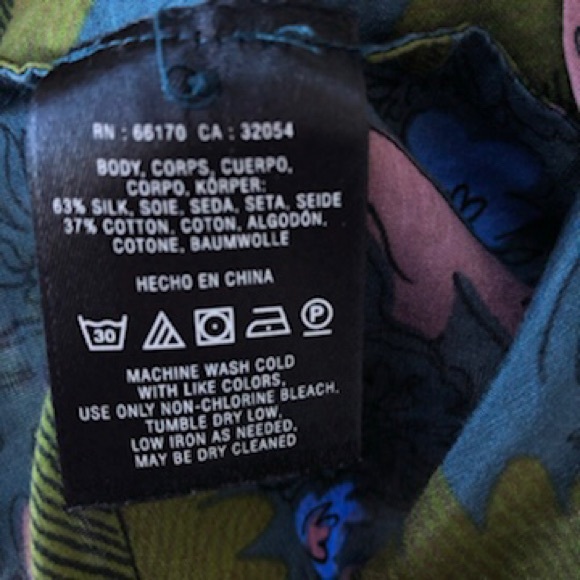 RN : 66170 CA : 32054
BODY, CORPS, CUERPO,
CORPO, KÖRPER:
63% SILK, SOIE, SEDA, SETA, SEIDE
37% COTTON, COTON, ALGODÓN,
COTONE, BAUMWOLLE
HECHO EN CHINA
30 P
MACHINE WASH COLD
WITH LIKE COLORS,
USE ONLY NON-CHLORINE BLEACH.
TUMBLE DRY LOW,
LOW IRON AS NEEDED,
MAY BE DRY CLEANED